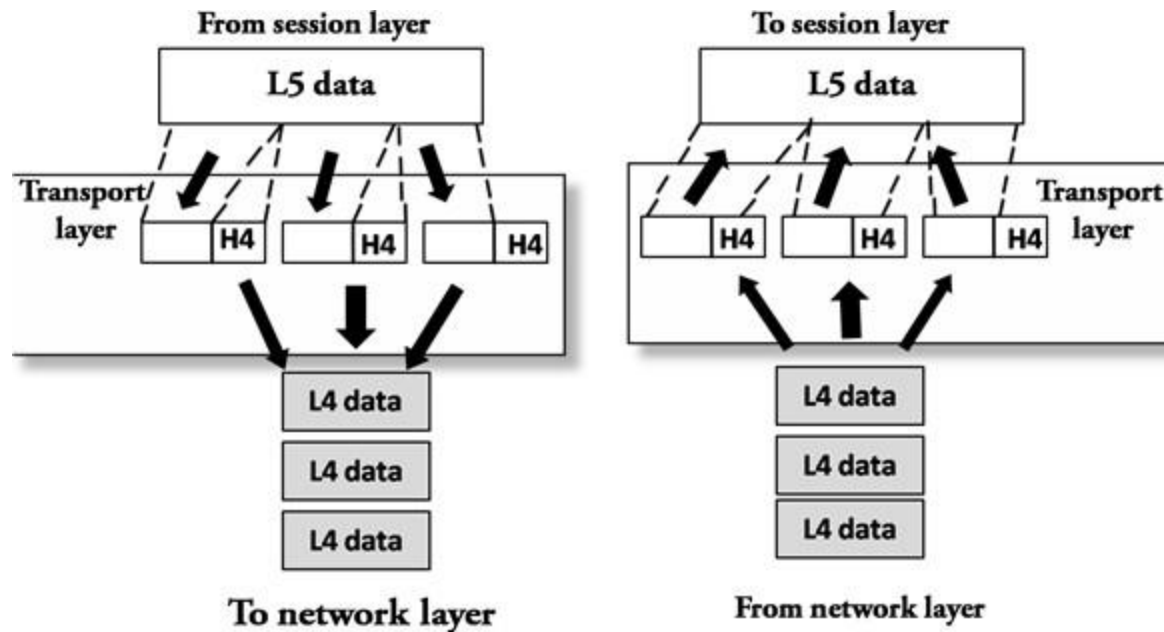 From session layer
L5 data
Transport
layer
H4
H4
H4
L4 data
L4 data
L4 data
To network layer
To session layer
L5 data
Transport
layer
H4
H4
H4
L4 data
L4 data
L4 data
From network layer